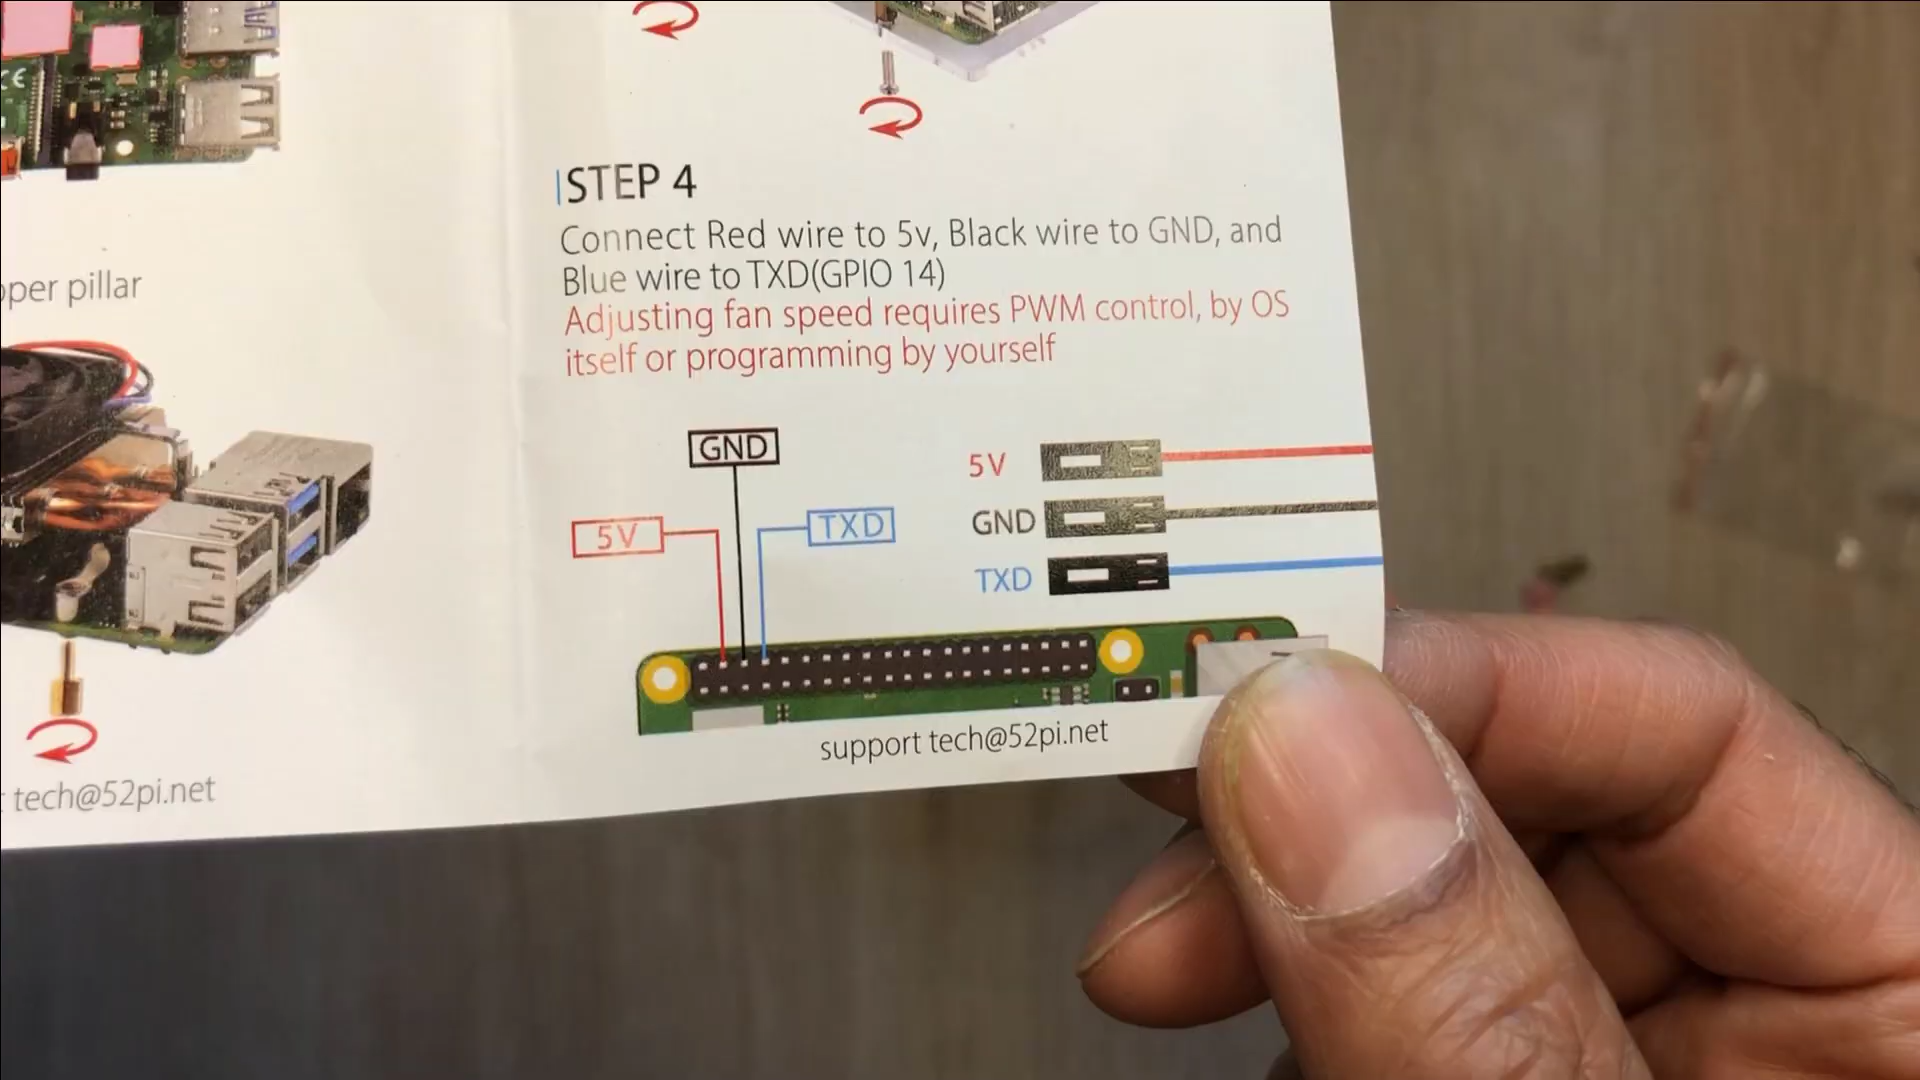 CE
pper pillar
tech@52pi.net
STEP 4
Connect Red wire to 5v, Black wire to GND, and
Blue wire to TXD(GPIO 14)
Adjusting fan speed requires PWM control, by OS
itself or programming by yourself
GND
5V
TXD
5V
GND
TXD
support tech@52pi.net